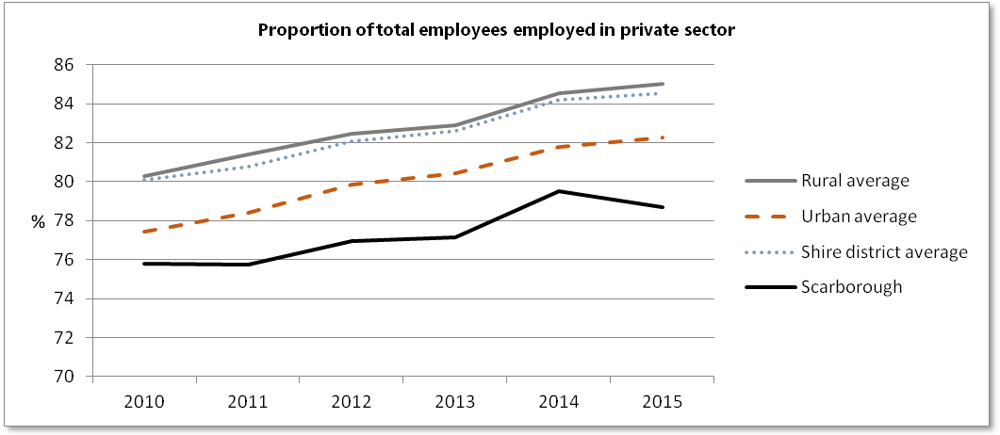 Proportion of total employees employed in private sector
86
84
82
80
78
76
74
72
70
%
2010 2011 2012 2013 2014 2015
Rural average
Urban average
Shire district average
Scarborough